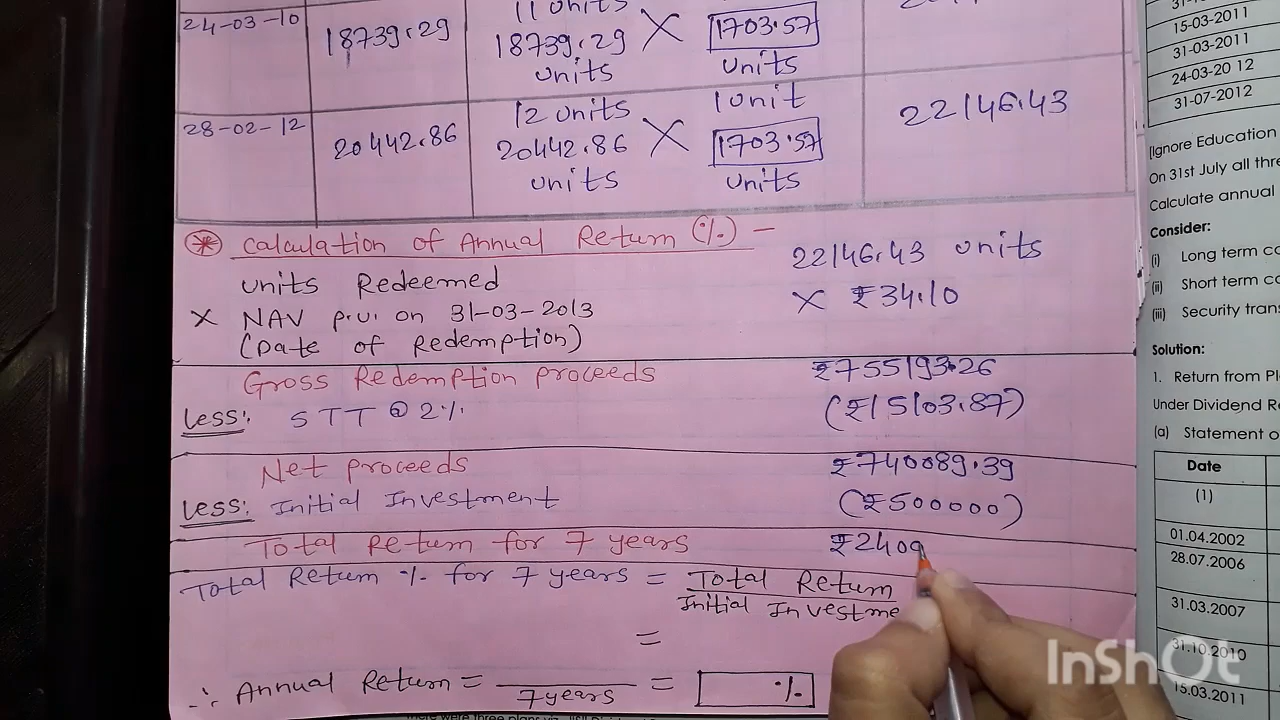 11 units
24-03-10 18739.29 18739.29 X 1703.57
units units
12 units 1 unit
28-02-12 20442.86 20442.86 X 1703.57 22146.43
units units
* Calculation of Annual Return (%) -
units Redeemed 22146.43 units
X NAV p.u. on 31-03-2013 X ₹34.10
(Date of Redemption)
Gross Redemption proceeds ₹755193.26
Less: STT @ 2% (₹15103.87)
Net proceeds ₹740089.39
Less: Initial Investment (₹500000)
Total Return for 7 years ₹2409
Total Return % for 7 years = Total Return
Initial Investme
=
∴ Annual Return = = %
7 years
15-03-2011
31-03-2011
24-03-20 12
31-07-2012
(Ignore Education
On 31st July all thre
Calculate annual
Consider:
(i) Long term ca
(ii) Short term c
(iii) Security tran
Solution:
1. Return from Pl
Under Dividend Re
(a) Statement o
Date
(1)
01.04.2002
28.07.2006
31.03.2007
31.10.2010
15.03.2011
InShOt